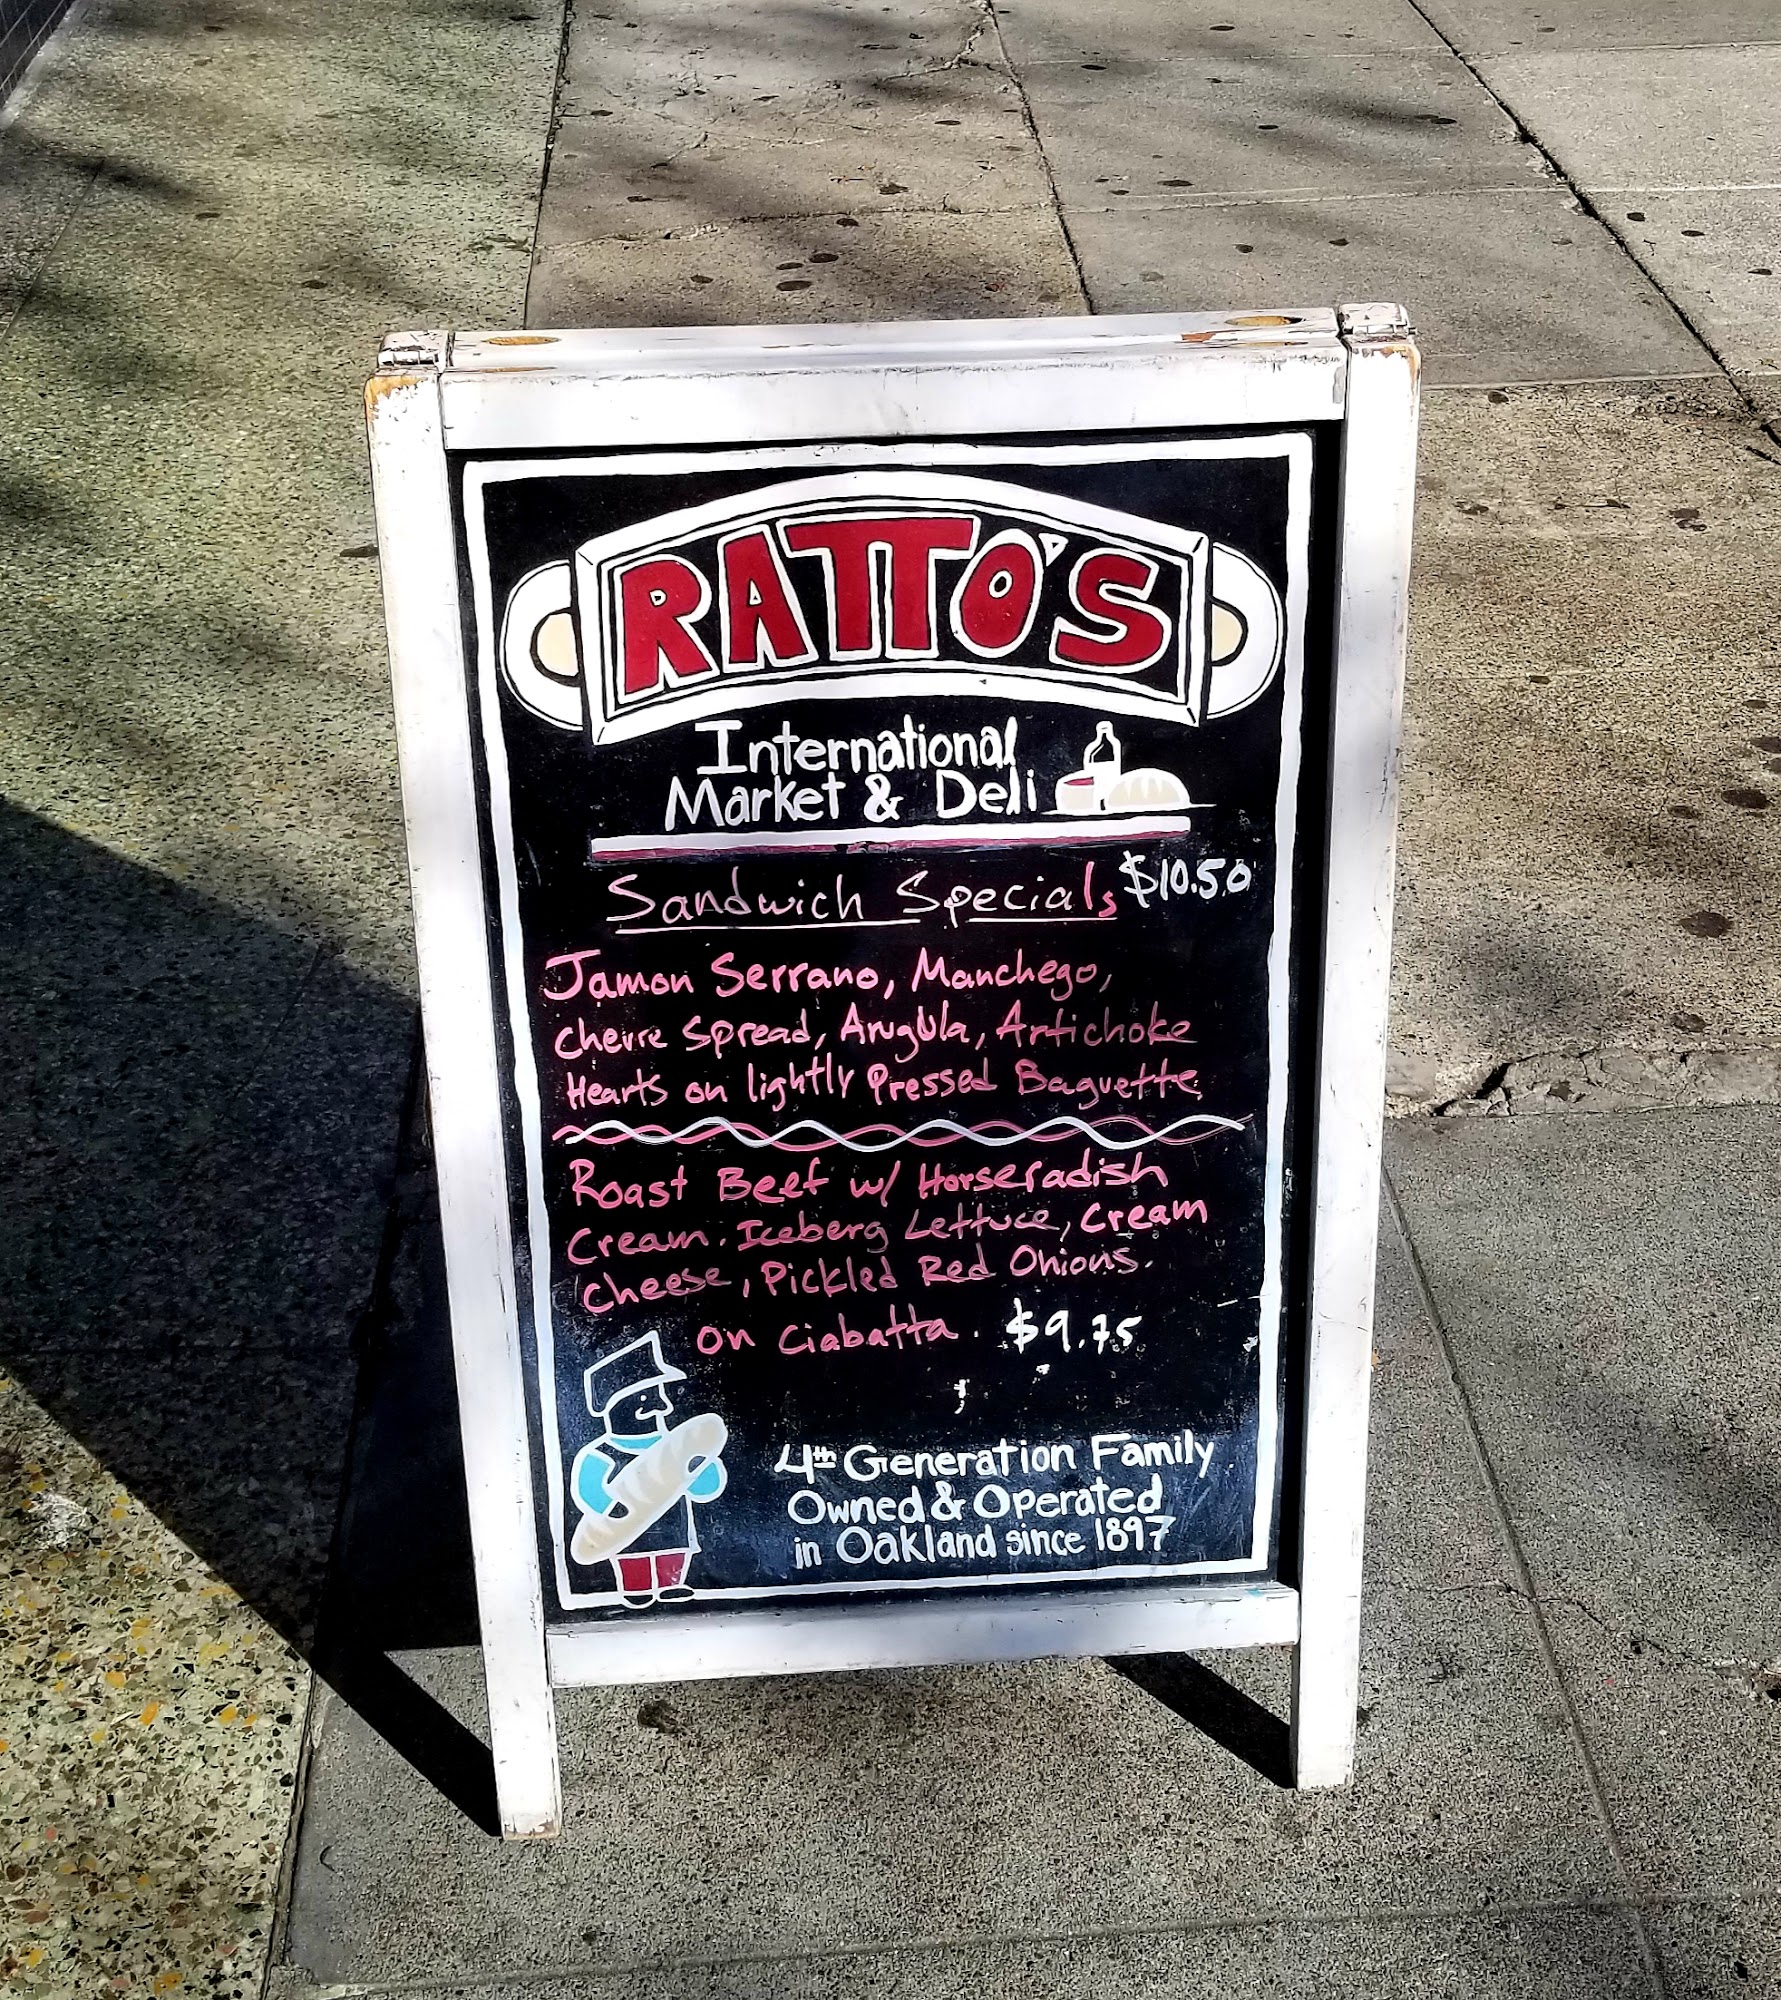 RATTO'S
International
Market & Deli
Sandwich Specials $10.50
Jamon Serrano, Manchego,
Chevre Spread, Arugula, Artichoke
Hearts on lightly Pressed Baguette
Roast Beef w/ Horseradish
Cream. Iceberg Lettuce, Cream
Cheese, Pickled Red Onions.
on Ciabatta. $9.75
4th Generation Family
Owned & Operated
in Oakland since 1897